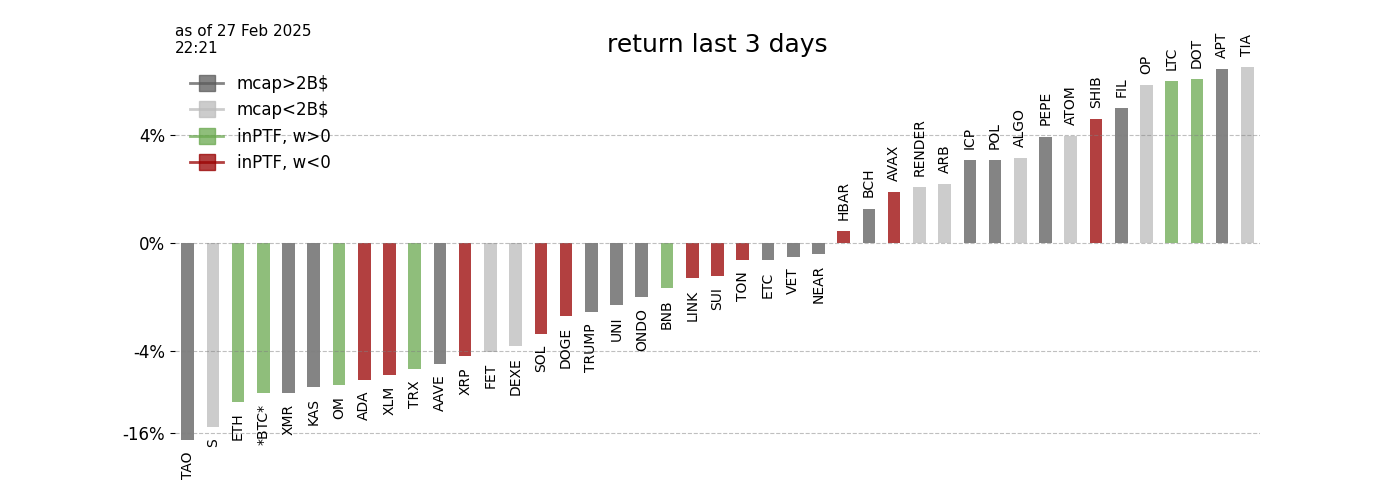 as of 27 Feb 2025
22:21
return last 3 days
mcap>2B$
mcap<2B$
inPTF, w>0
inPTF, w<0
4%
0%
-4%
-16%
TAO
S
ETH
*BTC*
XMR
KAS
OM
ADA
XLM
TRX
AAVE
XRP
FET
DEXE
SOL
DOGE
TRUMP
UNI
ONDO
BNB
LINK
SUI
TON
ETC
VET
NEAR
HBAR
BCH
AVAX
RENDER
ARB
ICP
POL
ALGO
PEPE
ATOM
SHIB
FIL
OP
LTC
DOT
APT
TIA